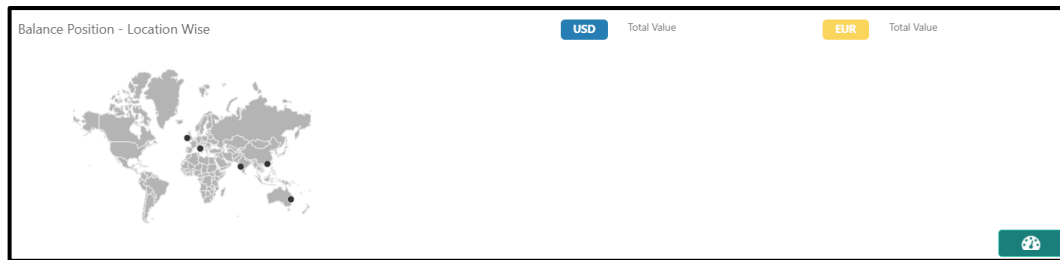 Balance Position - Location Wise
USD Total Value
EUR Total Value